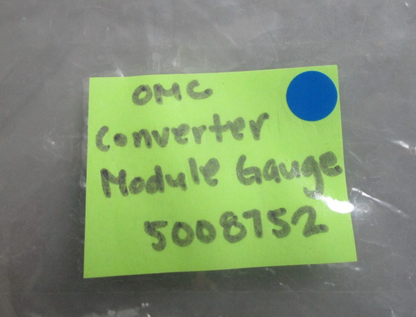 OMC
Converter
Module Gauge
5008752